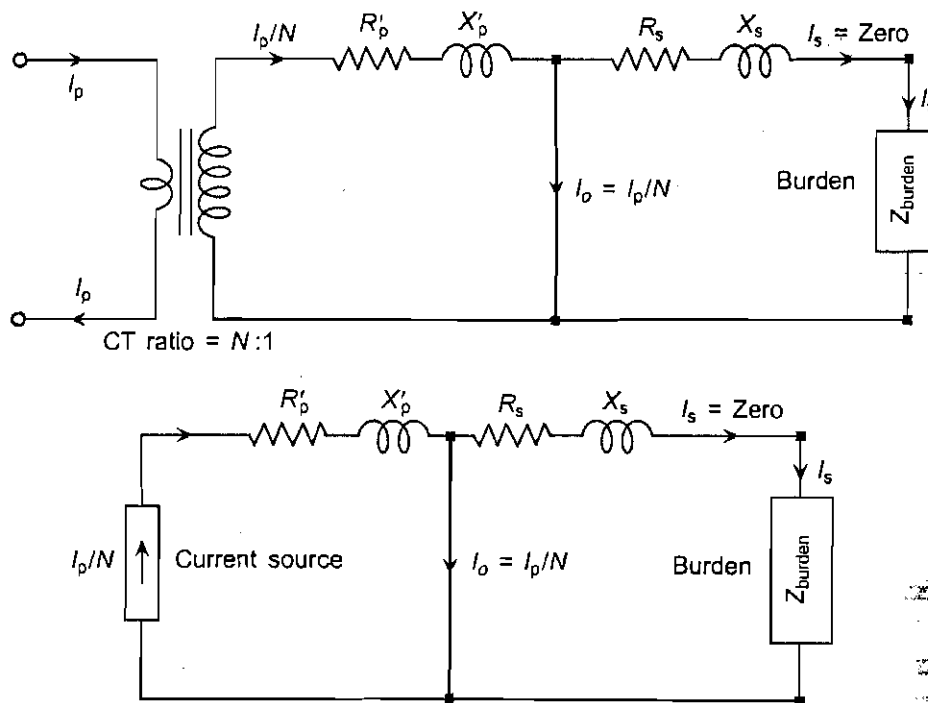 I_p/N
R'_p
X'_p
R_s
X_s
I_s = Zero
I_p
I_o = I_p/N
Burden
Z_burden
I_p
CT ratio = N:1
R'_p
X'_p
R_s
X_s
I_s = Zero
I_s
I_p/N
Current source
I_o = I_p/N
Burden
Z_burden